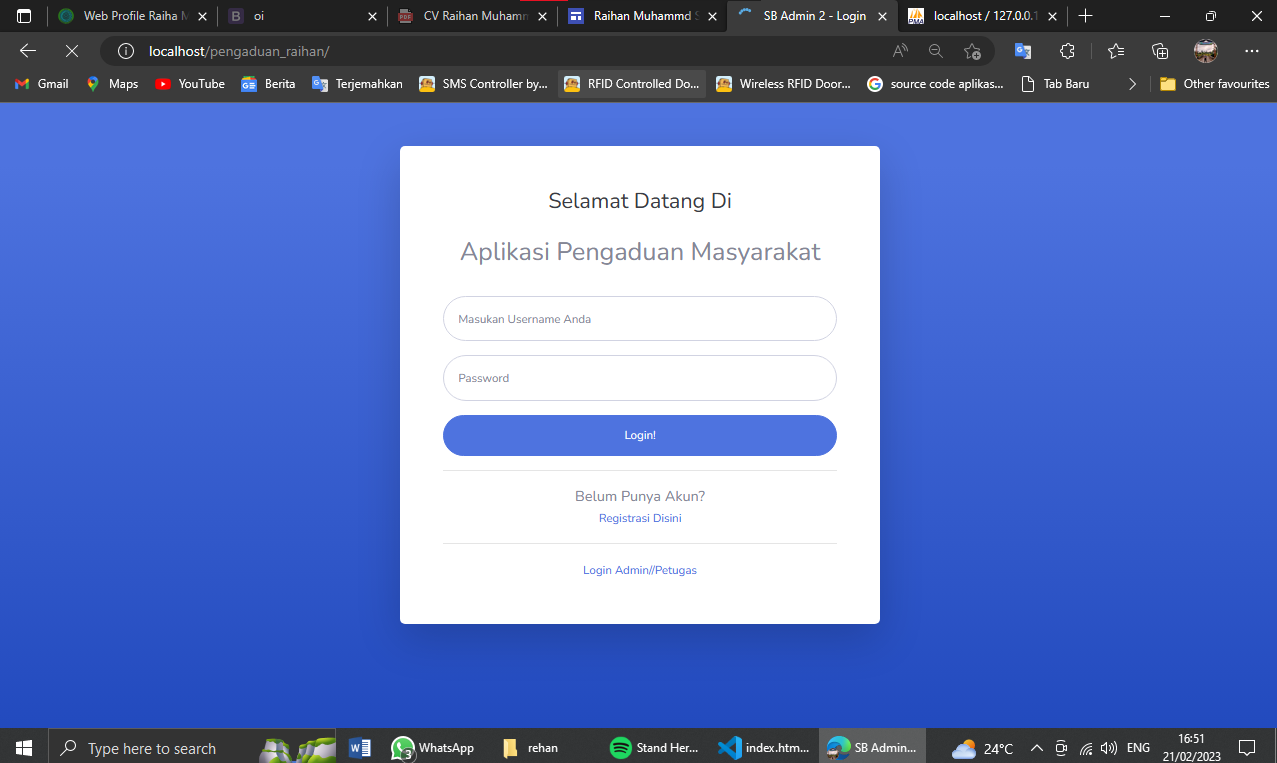 Web Profile Raiha M
oi
CV Raihan Muhamm
Raihan Muhammd S
SB Admin 2 - Login
localhost / 127.0.0.1
localhost/pengaduan_raihan/
Gmail
Maps
YouTube
Berita
Terjemahkan
SMS Controller by...
RFID Controlled Do...
Wireless RFID Door...
source code aplikas...
Tab Baru
Other favourites
Selamat Datang Di
Aplikasi Pengaduan Masyarakat
Masukan Username Anda
Password
Login!
Belum Punya Akun?
Registrasi Disini
Login Admin//Petugas
Type here to search
WhatsApp
3
rehan
Stand Her...
index.htm...
SB Admin...
24°C
ENG
16:51
21/02/2023